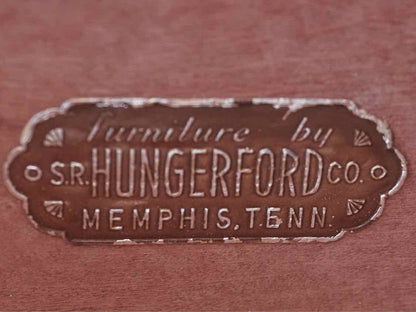 furniture by
S.R. HUNGERFORD CO.
MEMPHIS, TENN.